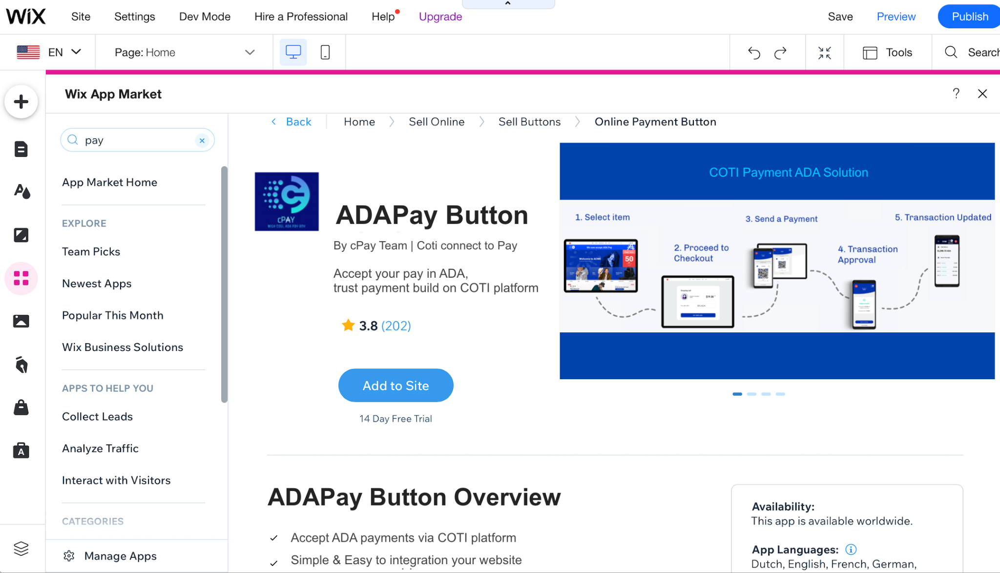 WiX Site Settings Dev Mode Hire a Professional Help Upgrade Save Preview Publish
EN Page: Home Tools Search
Wix App Market ?
pay
App Market Home
EXPLORE
Team Picks
Newest Apps
Popular This Month
Wix Business Solutions
APPS TO HELP YOU
Collect Leads
Analyze Traffic
Interact with Visitors
CATEGORIES
Manage Apps
Back Home Sell Online Sell Buttons Online Payment Button
cPAY
ADAPay Button
By cPay Team | Coti connect to Pay
Accept your pay in ADA,
trust payment build on COTI platform
3.8 (202)
Add to Site
14 Day Free Trial
COTI Payment ADA Solution
1. Select item
2. Proceed to
Checkout
3. Send a Payment
4. Transaction
Approval
5. Transaction Updated
Welcome to ACME
50
ADAPay Button Overview
Accept ADA payments via COTI platform
Simple & Easy to integration your website
Availability:
This app is available worldwide.
App Languages:
Dutch, English, French, German,